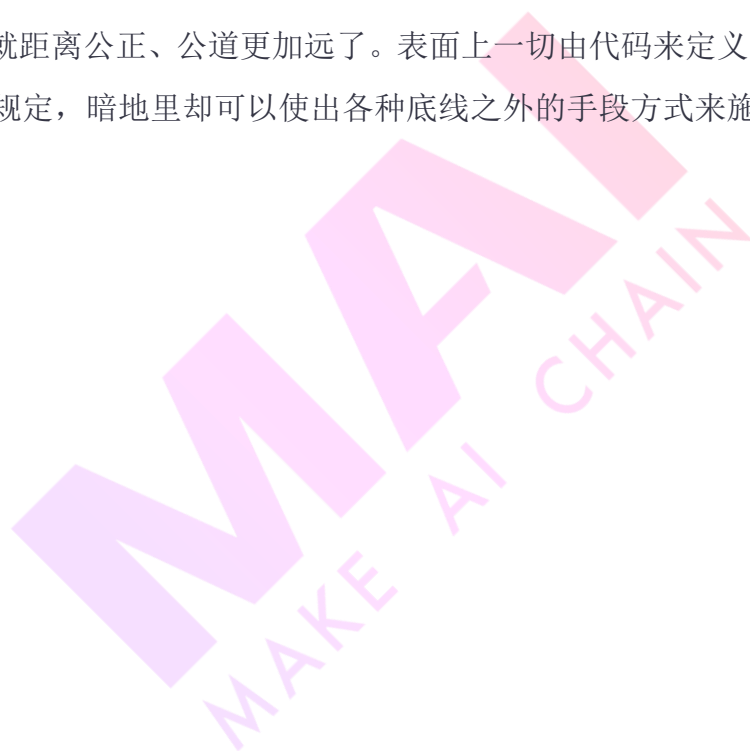 就距离公正、公道更加远了。表面上一切由代码来定义
规定，暗地里却可以使出各种底线之外的手段方式来施
MAI
MAKE AI CHAIN